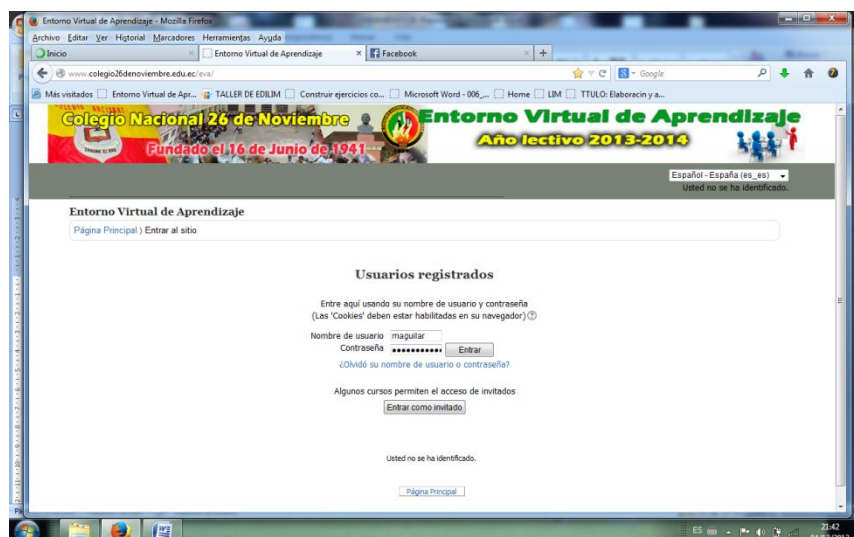 Entorno Virtual de Aprendizaje - Mozilla Firefox
Archivo Editar Ver Historial Marcadores Herramientas Ayuda
Inicio
Entorno Virtual de Aprendizaje
Facebook
www.colegio26denoviembre.edu.ec/eva/
Google
Más visitados
Entorno Virtual de Apr...
TALLER DE EDILIM
Construir ejercicios co...
Microsoft Word - 006_...
Home
LIM
TTULO: Elaboracin y a...
Colegio Nacional 26 de Noviembre
Fundado el 16 de Junio de 1941
Entorno Virtual de Aprendizaje
Año lectivo 2013-2014
Español - España (es_es)
Usted no se ha identificado.
Entorno Virtual de Aprendizaje
Página Principal ⟩ Entrar al sitio
Usuarios registrados
Entre aquí usando su nombre de usuario y contraseña
(Las 'Cookies' deben estar habilitadas en su navegador)
Nombre de usuario maguilar
Contraseña Entrar
¿Olvidó su nombre de usuario o contraseña?
Algunos cursos permiten el acceso de invitados
Entrar como invitado
Usted no se ha identificado.
Página Principal
ES
21:42